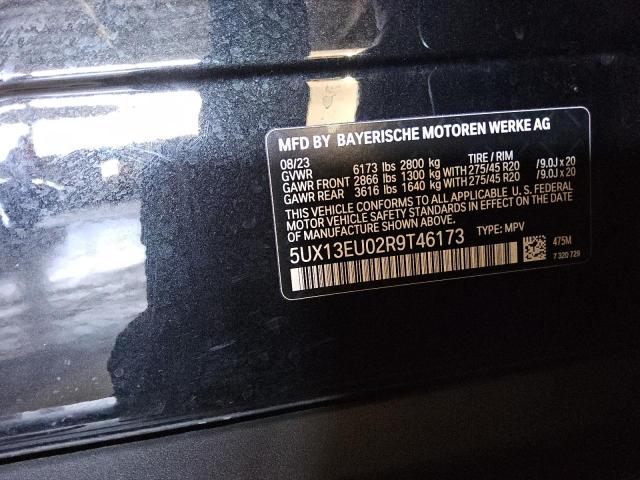 MFD BY BAYERISCHE MOTOREN WERKE AG
08/23
GVWR 6173 lbs 2800 kg TIRE / RIM
GAWR FRONT 2866 lbs 1300 kg WITH 275/45 R20 /9.0J x 20
GAWR REAR 3616 lbs 1640 kg WITH 275/45 R20 /9.0J x 20
THIS VEHICLE CONFORMS TO ALL APPLICABLE U.S. FEDERAL
MOTOR VEHICLE SAFETY STANDARDS IN EFFECT ON THE DATE
OF MANUFACTURE SHOWN ABOVE.
5UX13EU02R9T46173 TYPE: MPV 475M
7 320 729